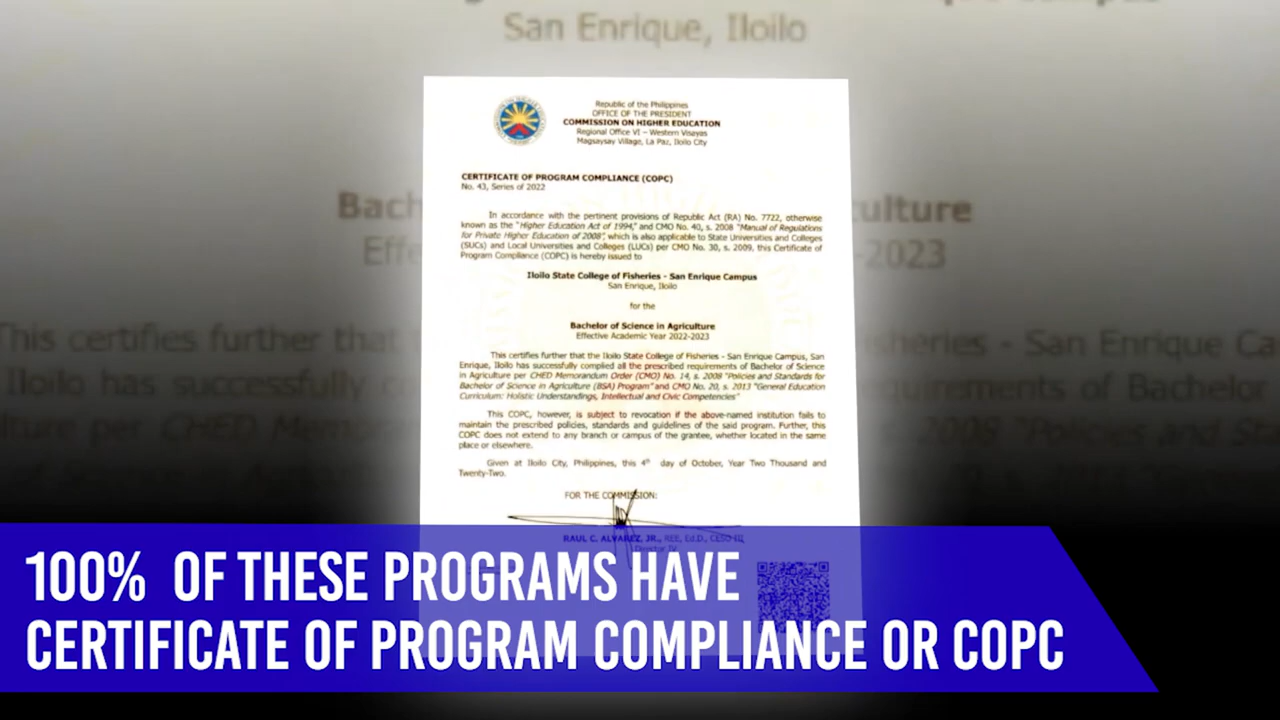 San Enrique, Iloilo
Republic of the Philippines
OFFICE OF THE PRESIDENT
COMMISSION ON HIGHER EDUCATION
Regional Office VI – Western Visayas
Magsaysay Village, La Paz, Iloilo City
CERTIFICATE OF PROGRAM COMPLIANCE (COPC)
No. 43, Series of 2022
In accordance with the pertinent provisions of Republic Act (RA) No. 7722, otherwise
known as the "Higher Education Act of 1994," and CMO No. 40, s. 2008 "Manual of Regulations
for Private Higher Education of 2008", which is also applicable to State Universities and Colleges
(SUCs) and Local Universities and Colleges (LUCs) per CMO No. 30, s. 2009, this Certificate of
Program Compliance (COPC) is hereby issued to
Iloilo State College of Fisheries - San Enrique Campus
San Enrique, Iloilo
for the
Bachelor of Science in Agriculture
Effective Academic Year 2022-2023
This certifies further that the Iloilo State College of Fisheries - San Enrique Campus, San
Enrique, Iloilo has successfully complied all the prescribed requirements of Bachelor of Science
in Agriculture per CHED Memorandum Order (CMO) No. 14, s. 2008 "Policies and Standards for
Bachelor of Science in Agriculture (BSA) Program" and CMO No. 20, s. 2013 "General Education
Curriculum: Holistic Understandings, Intellectual and Civic Competencies"
This COPC, however, is subject to revocation if the above-named institution fails to
maintain the prescribed policies, standards and guidelines of the said program. Further, this
COPC does not extend to any branch or campus of the grantee, whether located in the same
place or elsewhere.
Given at Iloilo City, Philippines, this 4th day of October, Year Two Thousand and
Twenty-Two.
FOR THE COMMISSION:
RAUL C. ALVAREZ, JR., REE, Ed.D., CESO III
Director IV
100% OF THESE PROGRAMS HAVE
CERTIFICATE OF PROGRAM COMPLIANCE OR COPC